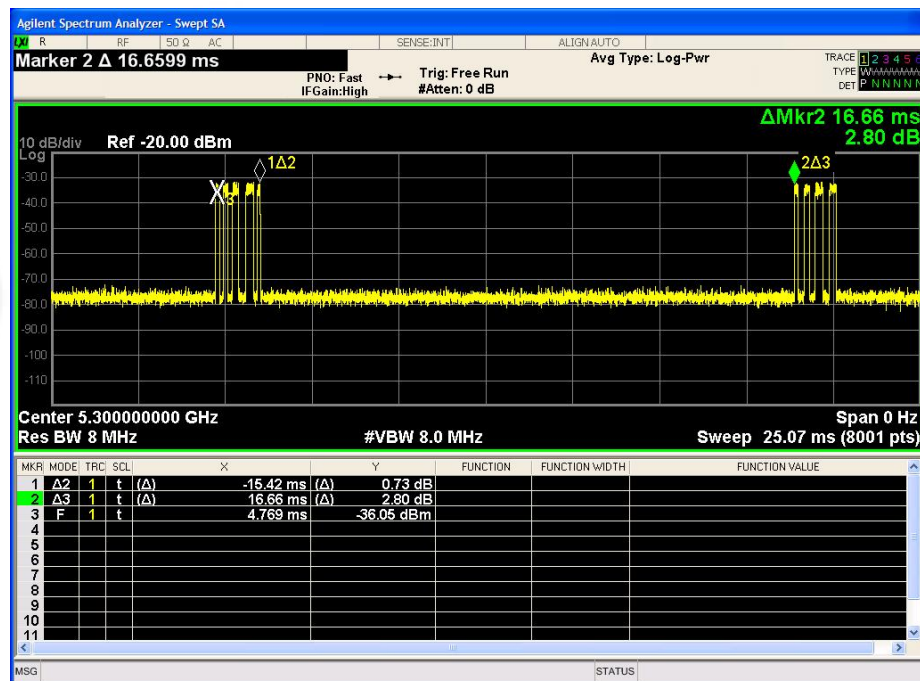 Agilent Spectrum Analyzer - Swept SA
LXI R RF 50 Ω AC SENSE:INT ALIGN AUTO
Marker 2 Δ 16.6599 ms
PNO: Fast
IFGain:High
Trig: Free Run
#Atten: 0 dB
Avg Type: Log-Pwr
TRACE 1 2 3 4 5 6
TYPE
DET P N N N N N
ΔMkr2 16.66 ms
2.80 dB
10 dB/div Ref -20.00 dBm
Log
1Δ2
2Δ3
X3
-30.0
-40.0
-50.0
-60.0
-70.0
-80.0
-90.0
-100
-110
Center 5.300000000 GHz Span 0 Hz
Res BW 8 MHz #VBW 8.0 MHz Sweep 25.07 ms (8001 pts)
MKR MODE TRC SCL X Y FUNCTION FUNCTION WIDTH FUNCTION VALUE
1 Δ2 1 t (Δ) -15.42 ms (Δ) 0.73 dB
2 Δ3 1 t (Δ) 16.66 ms (Δ) 2.80 dB
3 F 1 t 4.769 ms -36.05 dBm
4
5
6
7
8
9
10
11
MSG STATUS